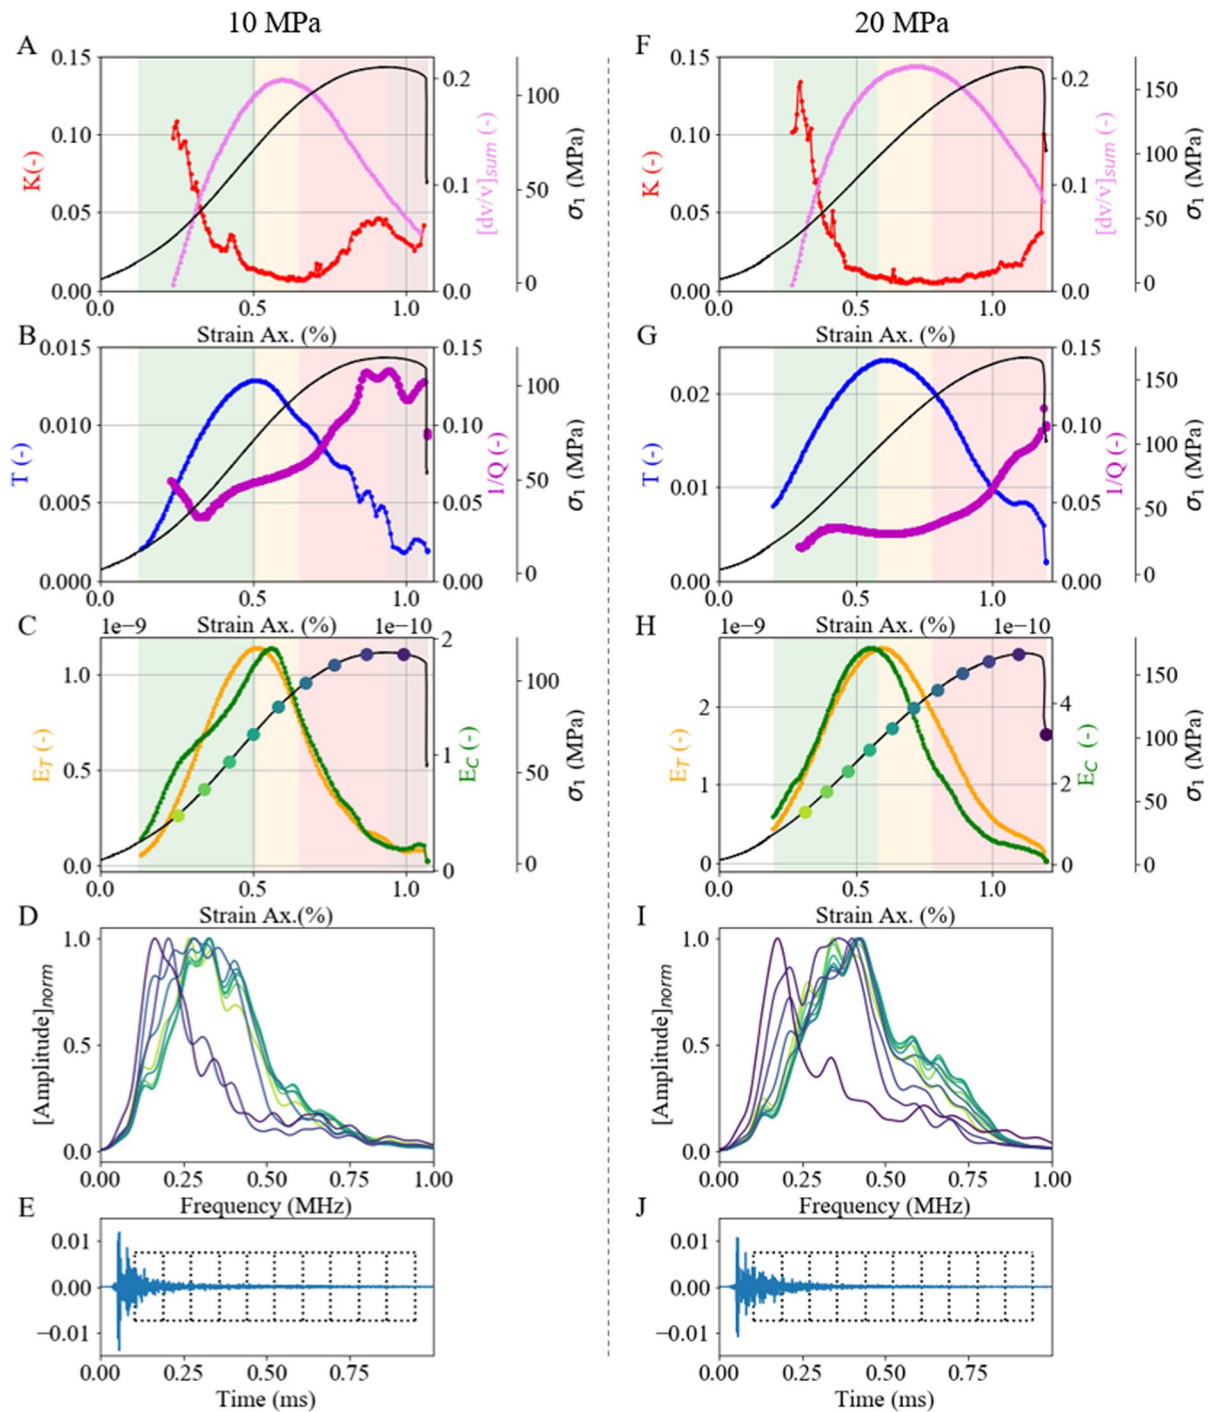 10 MPa
20 MPa
A
0.15
0.10
0.05
0.00
K(-)
0.2
0.1
0.0
[dv/v]sum (-)
100
50
0
σ1 (MPa)
0.0 0.5 1.0
Strain Ax. (%)
F
0.15
0.10
0.05
0.00
K (-)
0.2
0.1
0.0
[dv/v]sum (-)
150
100
50
0
σ1 (MPa)
0.0 0.5 1.0
Strain Ax. (%)
B
0.015
0.010
0.005
0.000
T (-)
0.15
0.10
0.05
0.00
1/Q (-)
100
50
0
σ1 (MPa)
0.0 0.5 1.0
Strain Ax. (%)
G
0.02
0.01
0.00
T (-)
0.15
0.10
0.05
0.00
1/Q (-)
150
100
50
0
σ1 (MPa)
0.0 0.5 1.0
Strain Ax. (%)
C
1e−9
1e−10
1.0
0.5
0.0
ET (-)
2
1
0
EC (-)
100
50
0
σ1 (MPa)
0.0 0.5 1.0
Strain Ax.(%)
H
1e−9
1e−10
2
1
0
ET (-)
4
2
0
EC (-)
150
100
50
0
σ1 (MPa)
0.0 0.5 1.0
Strain Ax. (%)
D
1.0
0.5
0.0
[Amplitude]norm
0.00 0.25 0.50 0.75 1.00
Frequency (MHz)
I
1.0
0.5
0.0
[Amplitude]norm
0.00 0.25 0.50 0.75 1.00
Frequency (MHz)
E
0.01
0.00
−0.01
0.00 0.25 0.50 0.75 1.00
Time (ms)
J
0.01
0.00
−0.01
0.00 0.25 0.50 0.75 1.00
Time (ms)